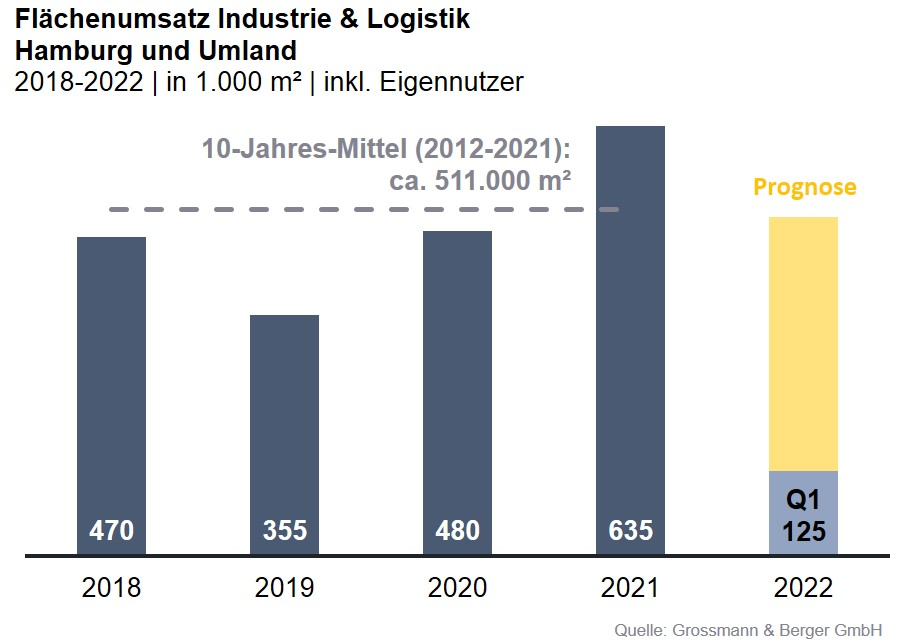 Flächenumsatz Industrie & Logistik
Hamburg und Umland
2018-2022 | in 1.000 m² | inkl. Eigennutzer
10-Jahres-Mittel (2012-2021):
ca. 511.000 m²
Prognose
470
355
480
635
Q1
125
2018
2019
2020
2021
2022
Quelle: Grossmann & Berger GmbH